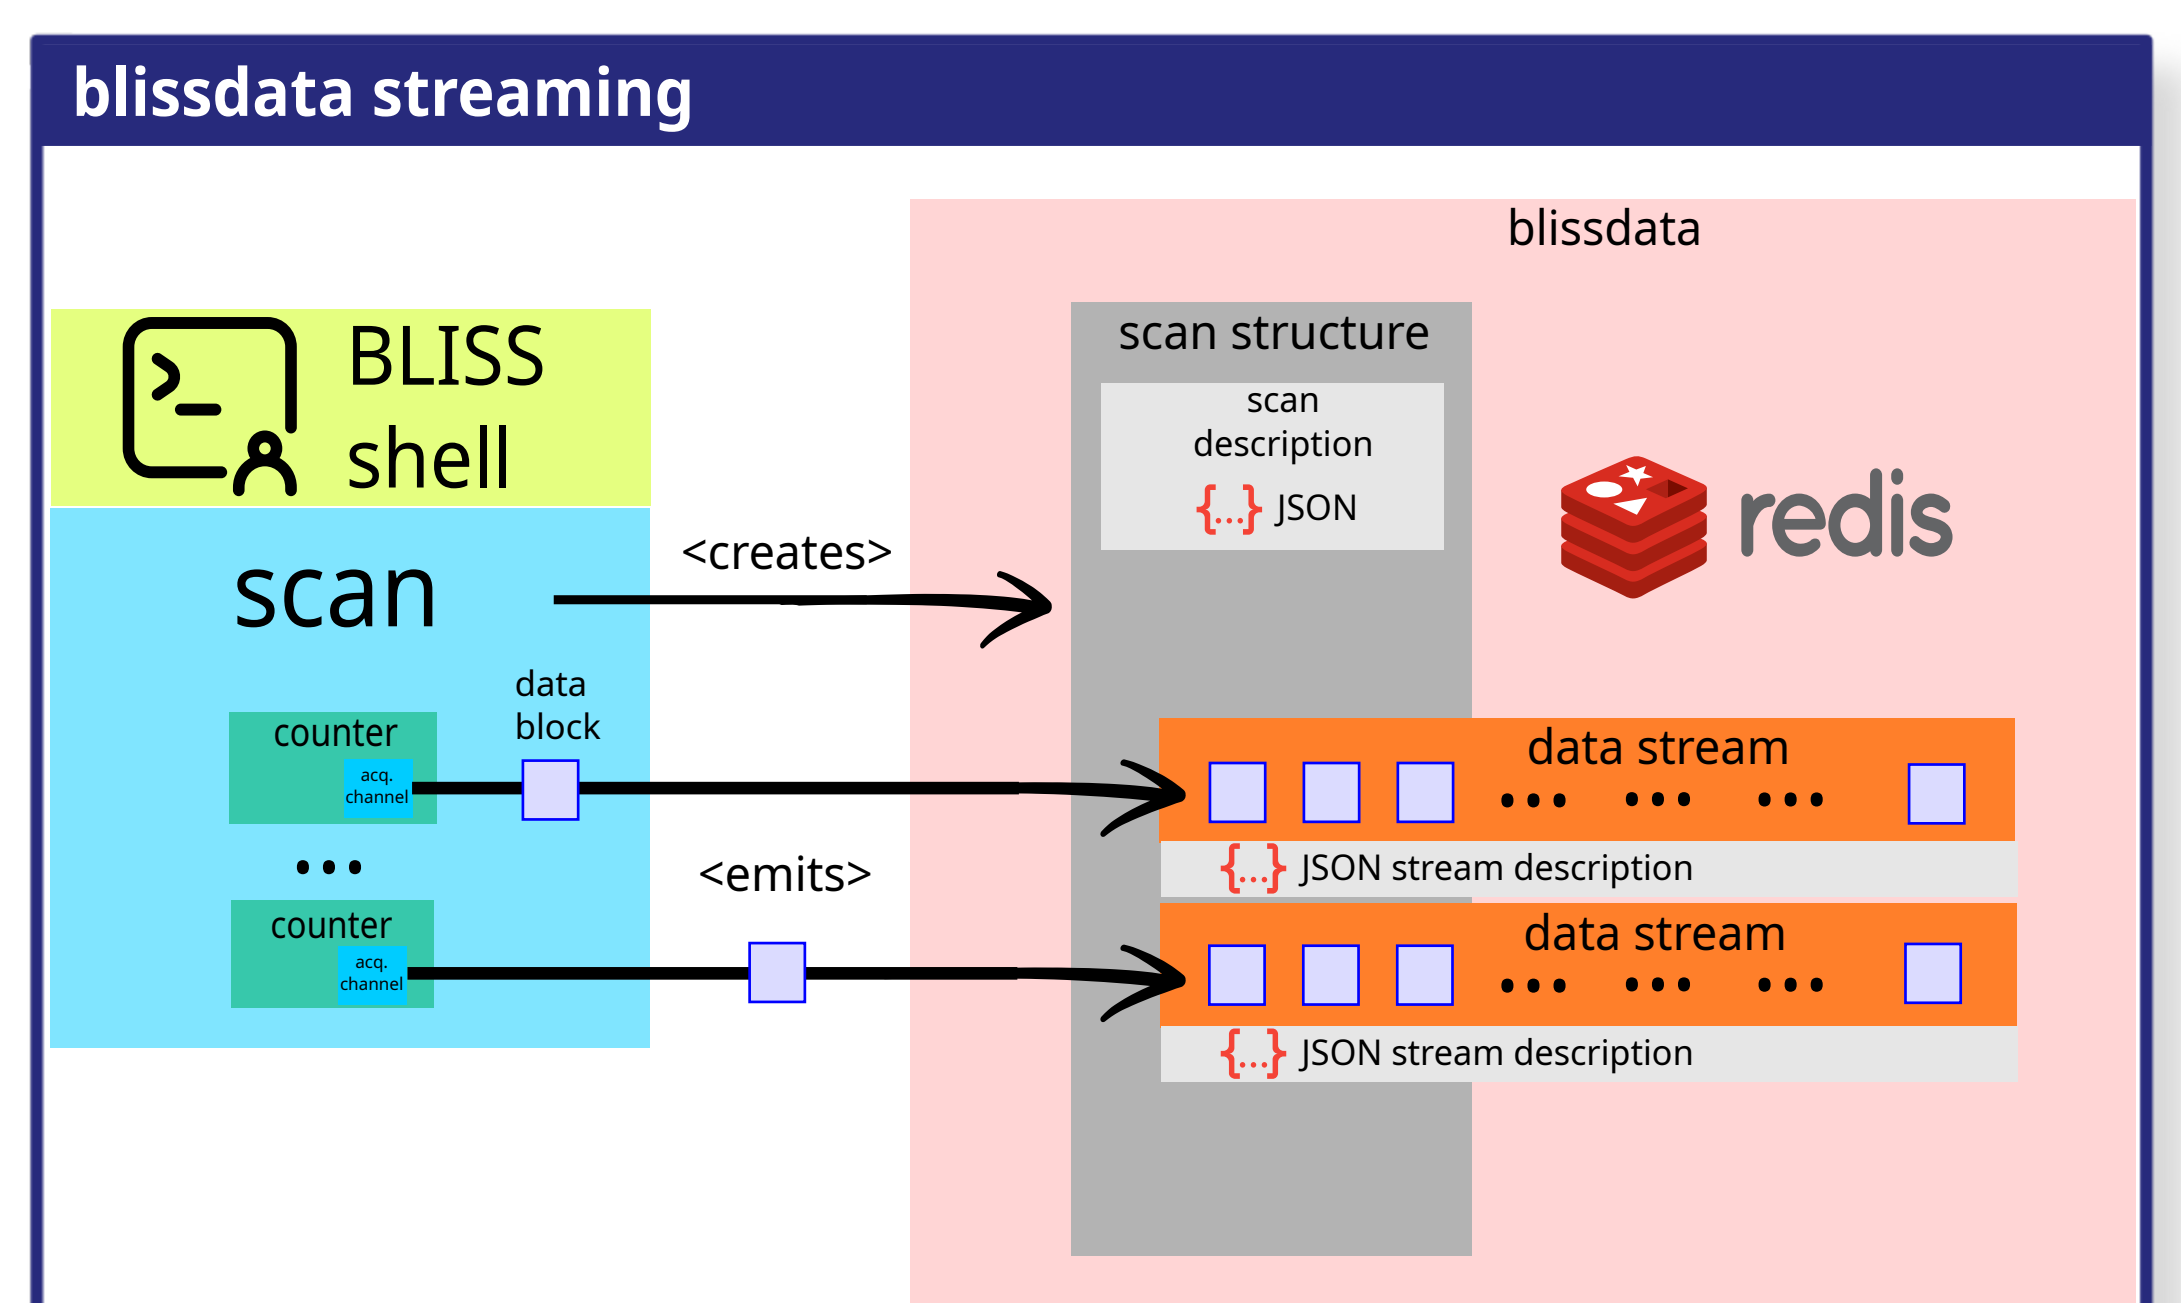 blissdata streaming
blissdata
BLISS
shell
scan structure
scan
description
{...} JSON
redis
<creates>
scan
data
block
counter
acq.
channel
data stream
... ... ...
{...} JSON stream description
...
<emits>
counter
acq.
channel
data stream
... ... ...
{...} JSON stream description